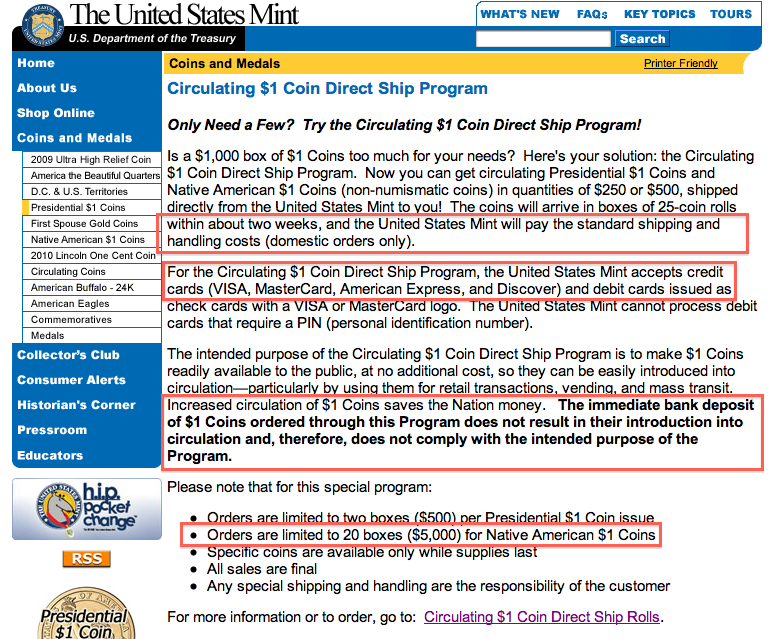 The United States Mint
U.S. Department of the Treasury
WHAT'S NEW FAQs KEY TOPICS TOURS
Search
Home
About Us
Shop Online
Coins and Medals
2009 Ultra High Relief Coin
America the Beautiful Quarters
D.C. & U.S. Territories
Presidential $1 Coins
First Spouse Gold Coins
Native American $1 Coins
2010 Lincoln One Cent Coin
Circulating Coins
American Buffalo - 24K
American Eagles
Commemoratives
Medals
Collector's Club
Consumer Alerts
Historian's Corner
Pressroom
Educators
h.i.p.
pocket
change™
RSS
Presidential
$1 Coin
Coins and Medals
Printer Friendly
Circulating $1 Coin Direct Ship Program
Only Need a Few? Try the Circulating $1 Coin Direct Ship Program!
Is a $1,000 box of $1 Coins too much for your needs? Here's your solution: the Circulating
$1 Coin Direct Ship Program. Now you can get circulating Presidential $1 Coins and
Native American $1 Coins (non-numismatic coins) in quantities of $250 or $500, shipped
directly from the United States Mint to you! The coins will arrive in boxes of 25-coin rolls
within about two weeks, and the United States Mint will pay the standard shipping and
handling costs (domestic orders only).
For the Circulating $1 Coin Direct Ship Program, the United States Mint accepts credit
cards (VISA, MasterCard, American Express, and Discover) and debit cards issued as
check cards with a VISA or MasterCard logo. The United States Mint cannot process debit
cards that require a PIN (personal identification number).
The intended purpose of the Circulating $1 Coin Direct Ship Program is to make $1 Coins
readily available to the public, at no additional cost, so they can be easily introduced into
circulation—particularly by using them for retail transactions, vending, and mass transit.
Increased circulation of $1 Coins saves the Nation money. The immediate bank deposit
of $1 Coins ordered through this Program does not result in their introduction into
circulation and, therefore, does not comply with the intended purpose of the
Program.
Please note that for this special program:
• Orders are limited to two boxes ($500) per Presidential $1 Coin issue
• Orders are limited to 20 boxes ($5,000) for Native American $1 Coins
• Specific coins are available only while supplies last
• All sales are final
• Any special shipping and handling are the responsibility of the customer
For more information or to order, go to: Circulating $1 Coin Direct Ship Rolls.